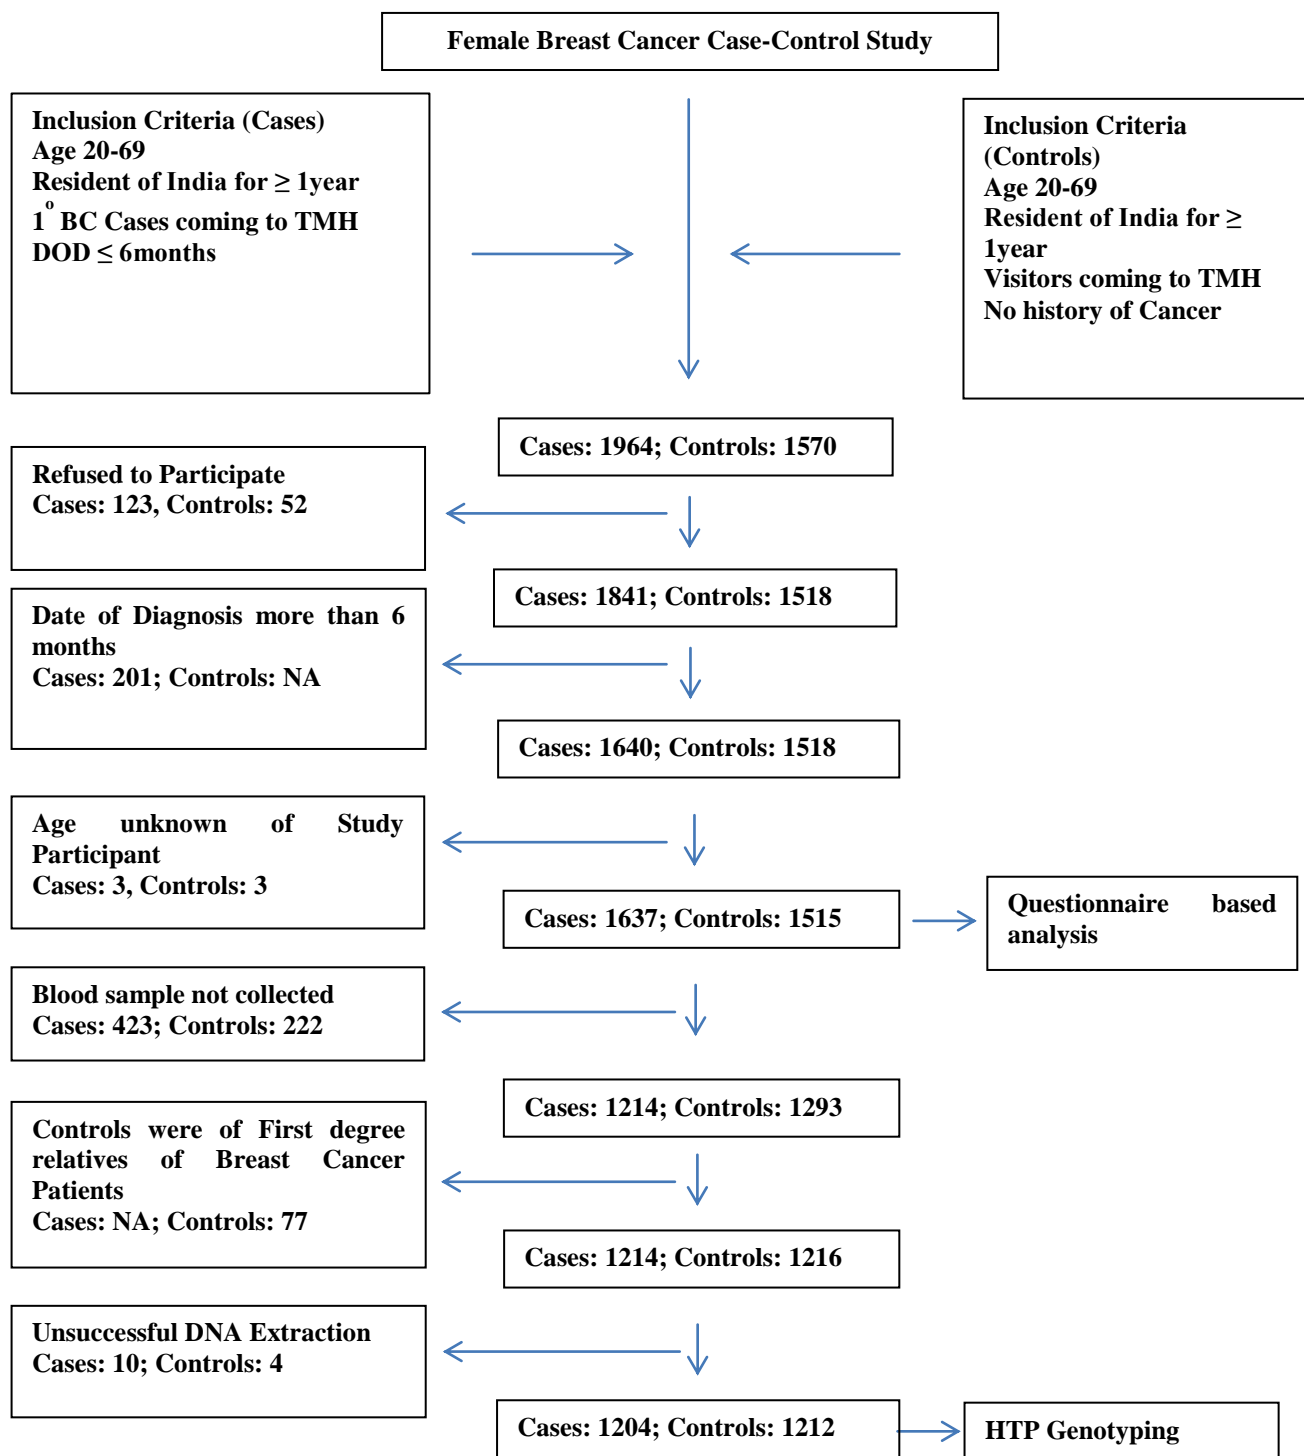 Female Breast Cancer Case-Control Study
Inclusion Criteria (Cases)
Age 20-69
Resident of India for ≥ 1year
1° BC Cases coming to TMH
DOD ≤ 6months
Inclusion Criteria
(Controls)
Age 20-69
Resident of India for ≥
1year
Visitors coming to TMH
No history of Cancer
Cases: 1964; Controls: 1570
Refused to Participate
Cases: 123, Controls: 52
Cases: 1841; Controls: 1518
Date of Diagnosis more than 6
months
Cases: 201; Controls: NA
Cases: 1640; Controls: 1518
Age unknown of Study
Participant
Cases: 3, Controls: 3
Cases: 1637; Controls: 1515
Questionnaire based
analysis
Blood sample not collected
Cases: 423; Controls: 222
Cases: 1214; Controls: 1293
Controls were of First degree
relatives of Breast Cancer
Patients
Cases: NA; Controls: 77
Cases: 1214; Controls: 1216
Unsuccessful DNA Extraction
Cases: 10; Controls: 4
Cases: 1204; Controls: 1212
HTP Genotyping